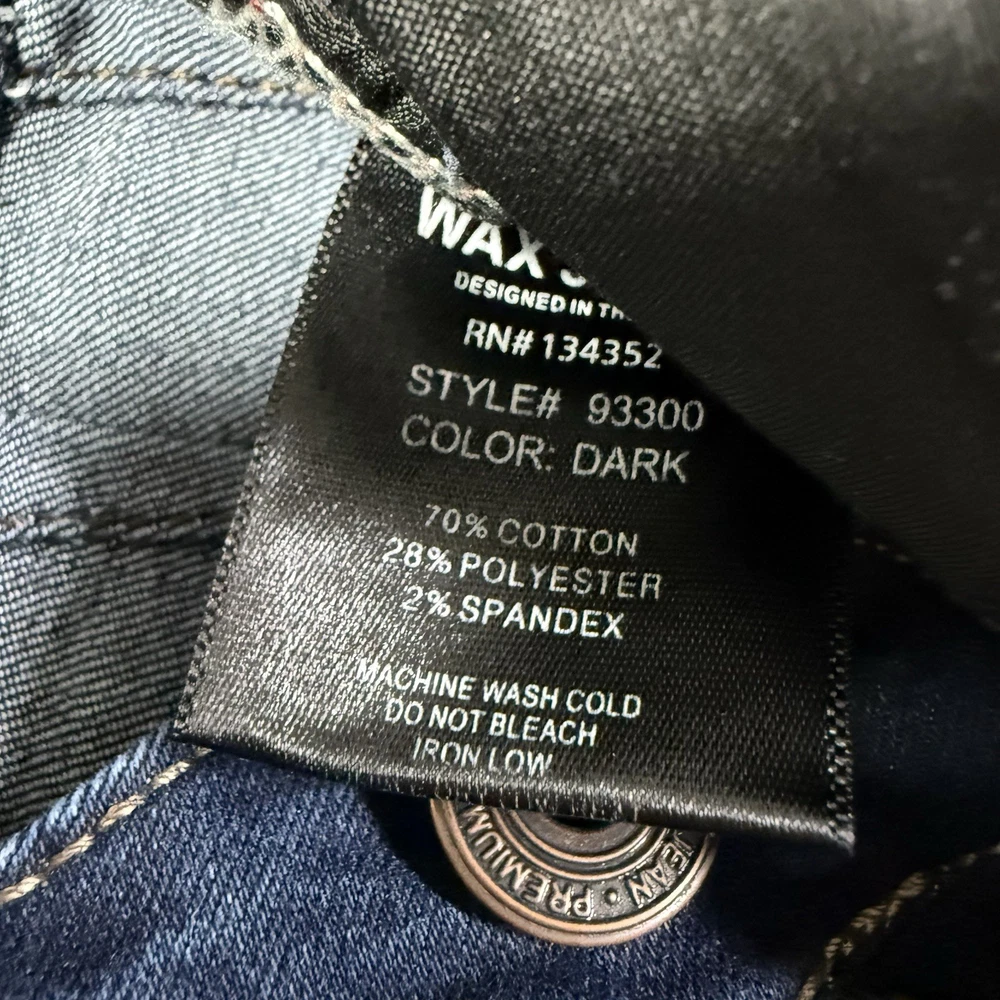 WAX
DESIGNED IN
RN# 134352
STYLE# 93300
COLOR: DARK
70% COTTON
28% POLYESTER
2% SPANDEX
MACHINE WASH COLD
DO NOT BLEACH
IRON LOW
JEAN • PREMIUM